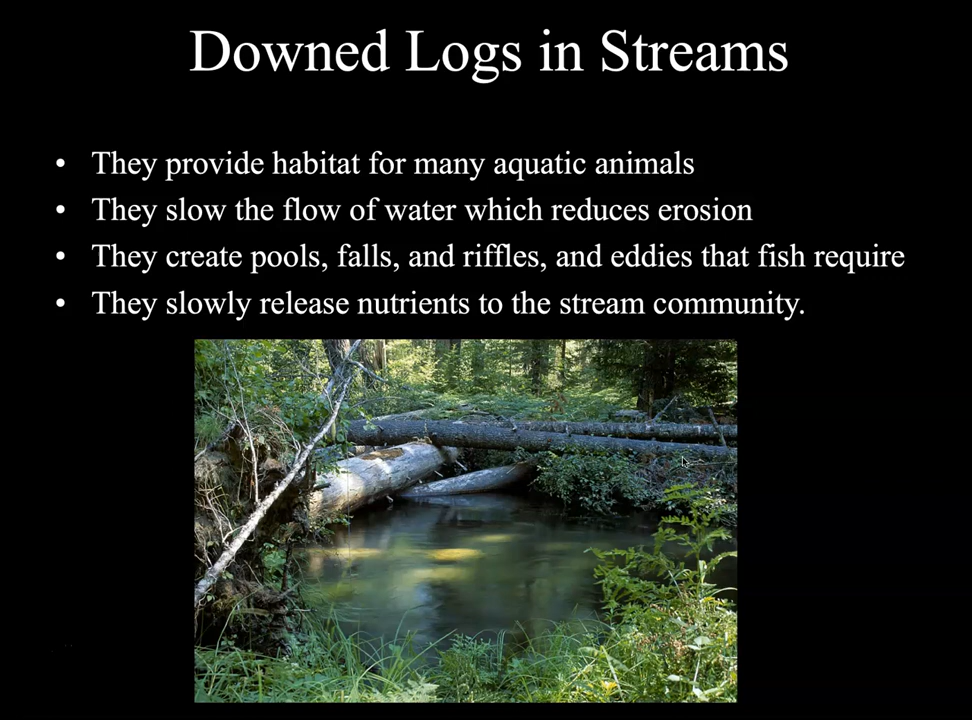 Downed Logs in Streams
• They provide habitat for many aquatic animals
• They slow the flow of water which reduces erosion
• They create pools, falls, and riffles, and eddies that fish require
• They slowly release nutrients to the stream community.